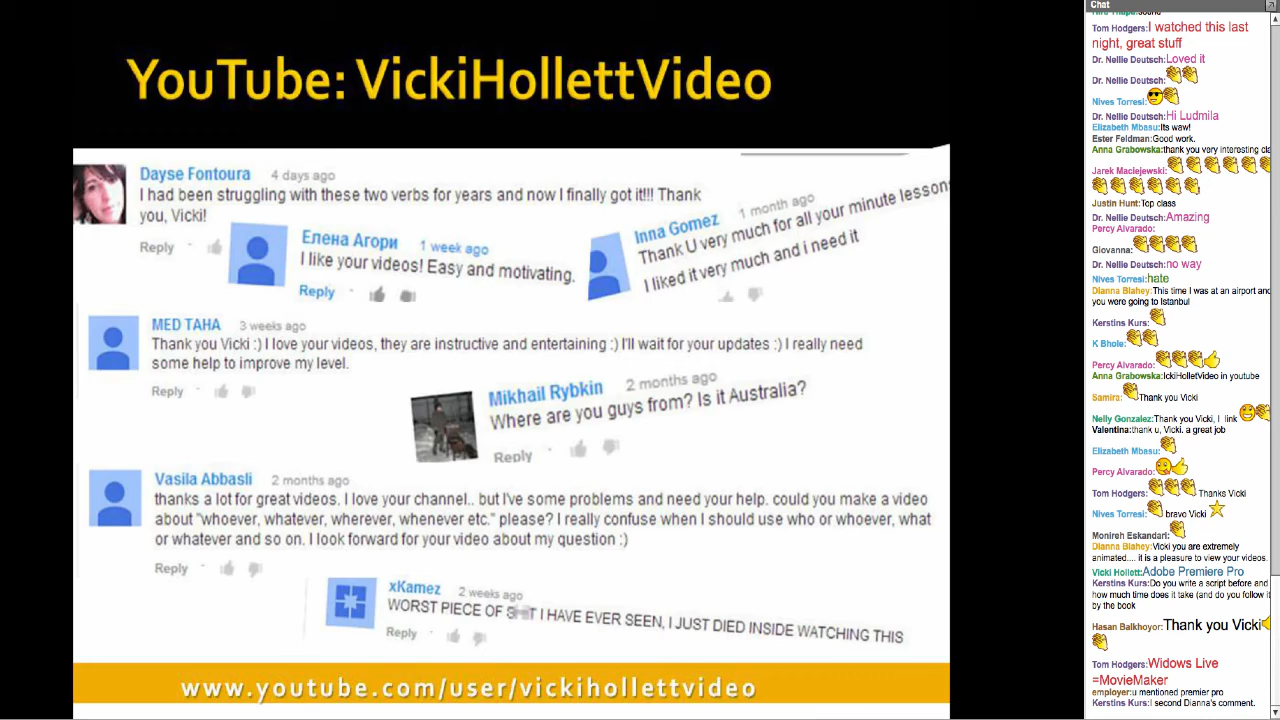 YouTube: VickiHollettVideo
Dayse Fontoura 4 days ago
I had been struggling with these two verbs for years and now I finally got it!!! Thank
you, Vicki!
Reply
Елена Агори 1 week ago
I like your videos! Easy and motivating.
Reply
Inna Gomez 1 month ago
Thank U very much for all your minute lessons
I liked it very much and i need it
MED TAHA 3 weeks ago
Thank you Vicki :) I love your videos, they are instructive and entertaining :) I'll wait for your updates :) I really need
some help to improve my level.
Reply
Mikhail Rybkin 2 months ago
Where are you guys from? Is it Australia?
Reply
Vasila Abbasli 2 months ago
thanks a lot for great videos. I love your channel.. but I've some problems and need your help. could you make a video
about "whoever, whatever, wherever, whenever etc." please? I really confuse when I should use who or whoever, what
or whatever and so on. I look forward for your video about my question :)
Reply
xKamez 2 weeks ago
WORST PIECE OF I HAVE EVER SEEN, I JUST DIED INSIDE WATCHING THIS
Reply
www.youtube.com/user/vickihollettvideo
Chat
Tom Hodgers:I watched this last
night, great stuff
Dr. Nellie Deutsch:Loved it
Dr. Nellie Deutsch:
Nives Torresi:
Dr. Nellie Deutsch:Hi Ludmila
Elizabeth Mbasu:Its waw!
Ester Feldman:Good work.
Anna Grabowska:thank you very interesting cla
Jarek Maciejewski:
Justin Hunt:Top class
Dr. Nellie Deutsch:Amazing
Percy Alvarado:
Giovanna:
Dr. Nellie Deutsch:no way
Nives Torresi:hate
Dianna Blahey:This time I was at an airport and
you were going to Istanbul
Kerstins Kurs:
K Bhole:
Percy Alvarado:
Anna Grabowska:IckiHolletVideo in youtube
Samira: Thank you Vicki
Nelly Gonzalez:Thank you Vicki, I link
Valentina:thank u, Vicki. a great job
Elizabeth Mbasu:
Percy Alvarado:
Tom Hodgers: Thanks Vicki
Nives Torresi: bravo Vicki
Monireh Eskandari:
Dianna Blahey:Vicki you are extremely
animated.... it is a pleasure to view your videos.
Vicki Hollett:Adobe Premiere Pro
Kerstins Kurs:Do you write a script before and
how much time does it take (and do you follow it
by the book
Hasan Balkhoyor:Thank you Vicki
Tom Hodgers:Widows Live
=MovieMaker
employer:u mentioned premier pro
Kerstins Kurs:I second Dianna's comment.